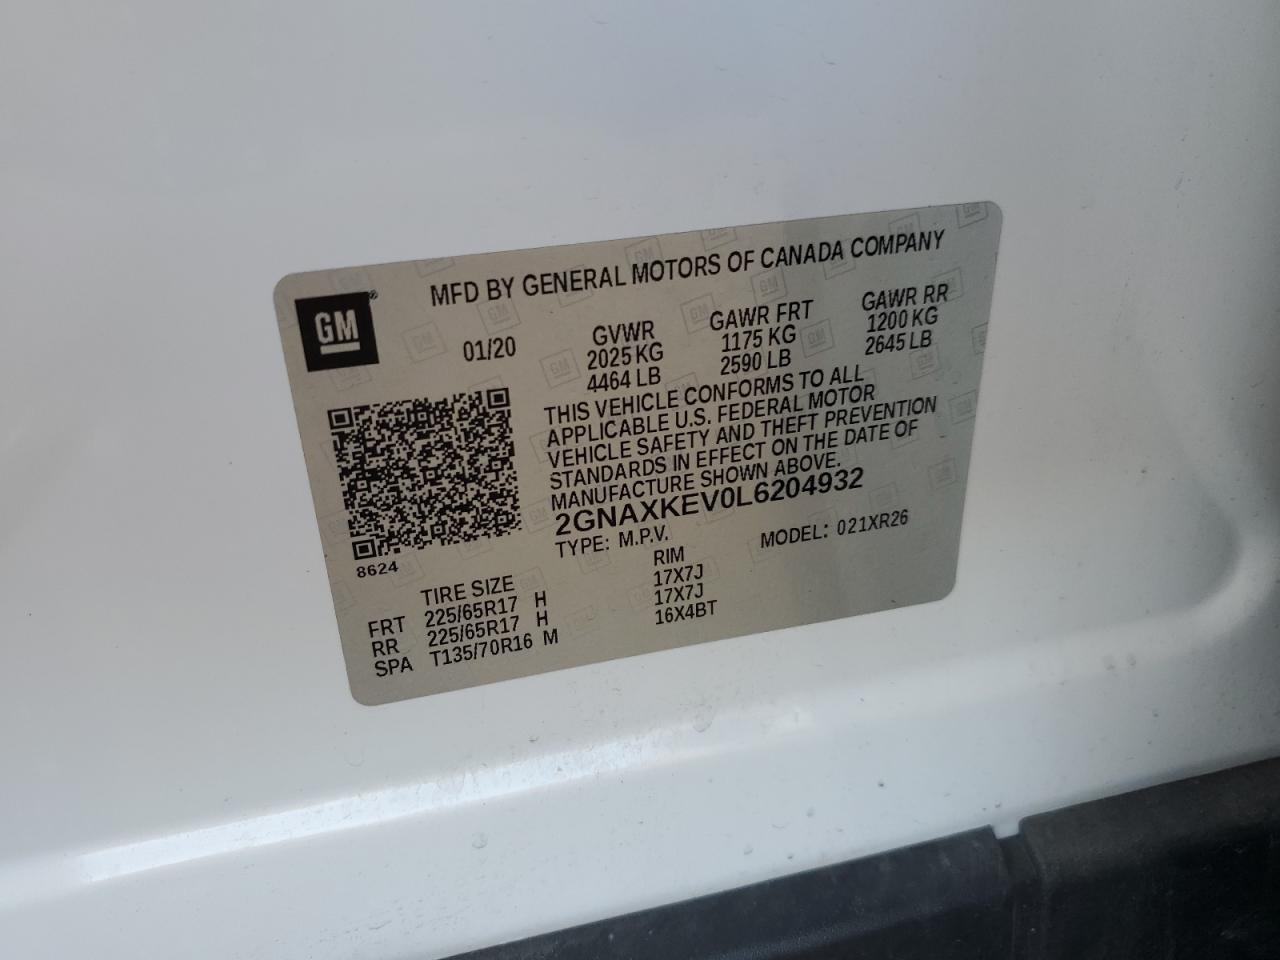 MFD BY GENERAL MOTORS OF CANADA COMPANY
GM ®
01/20
GVWR GAWR FRT GAWR RR
2025 KG 1175 KG 1200 KG
4464 LB 2590 LB 2645 LB
THIS VEHICLE CONFORMS TO ALL
APPLICABLE U.S. FEDERAL MOTOR
VEHICLE SAFETY AND THEFT PREVENTION
STANDARDS IN EFFECT ON THE DATE OF
MANUFACTURE SHOWN ABOVE.
2GNAXKEV0L6204932
TYPE: M.P.V. MODEL: 021XR26
8624
TIRE SIZE RIM
FRT 225/65R17 H 17X7J
RR 225/65R17 H 17X7J
SPA T135/70R16 M 16X4BT